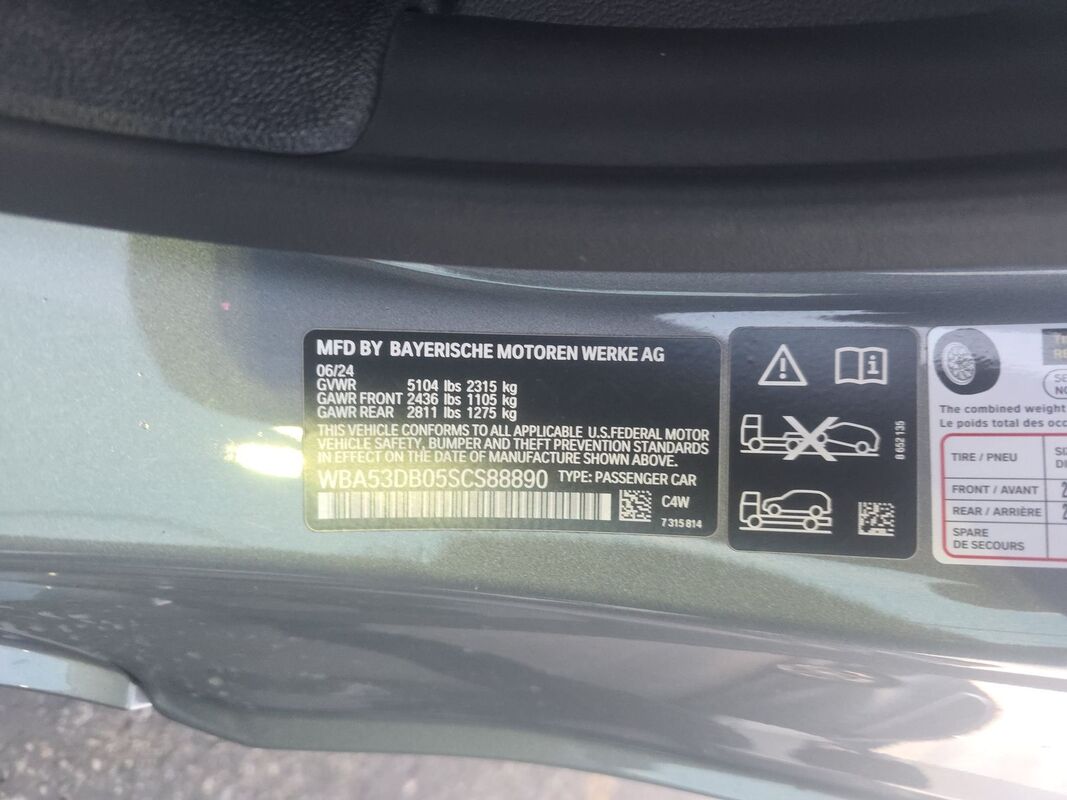 MFD BY BAYERISCHE MOTOREN WERKE AG
06/24
GVWR 5104 lbs 2315 kg
GAWR FRONT 2436 lbs 1105 kg
GAWR REAR 2811 lbs 1275 kg
THIS VEHICLE CONFORMS TO ALL APPLICABLE U.S.FEDERAL MOTOR
VEHICLE SAFETY, BUMPER AND THEFT PREVENTION STANDARDS
IN EFFECT ON THE DATE OF MANUFACTURE SHOWN ABOVE.
WBA53DB05SCS88890 TYPE: PASSENGER CAR
C4W
7 315 814
8 652 135
The combined weight
Le poids total des occ
TIRE / PNEU
FRONT / AVANT 2
REAR / ARRIÈRE 2
SPARE
DE SECOURS